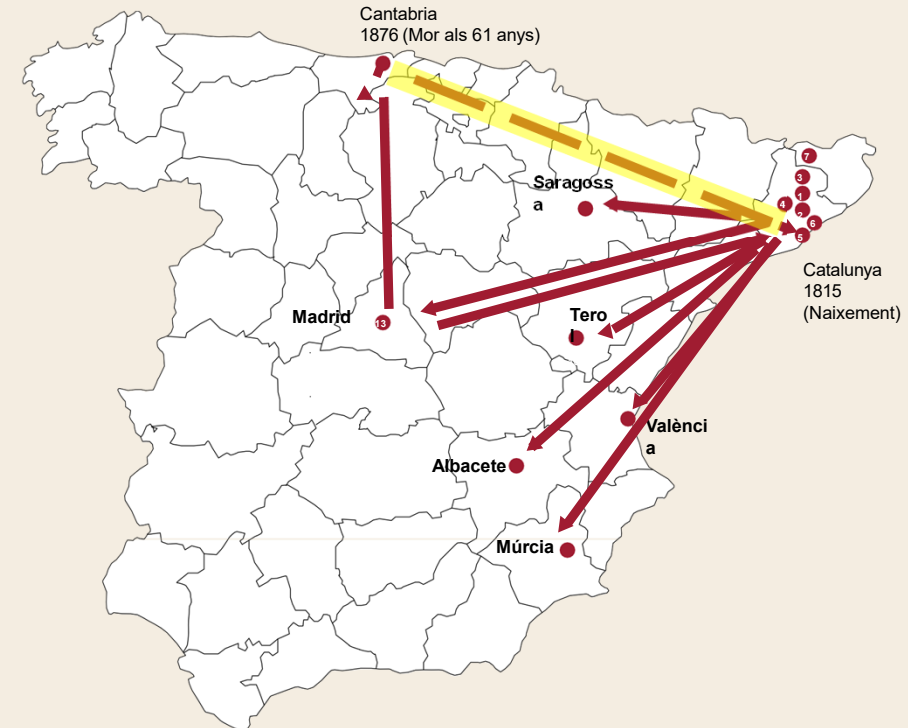 Cantabria
1876 (Mor als 61 anys)
7
3
1
4
2
6
5
Saragoss
a
Catalunya
1815
(Naixement)
Madrid
13
Tero
l
Valènci
a
Albacete
Múrcia